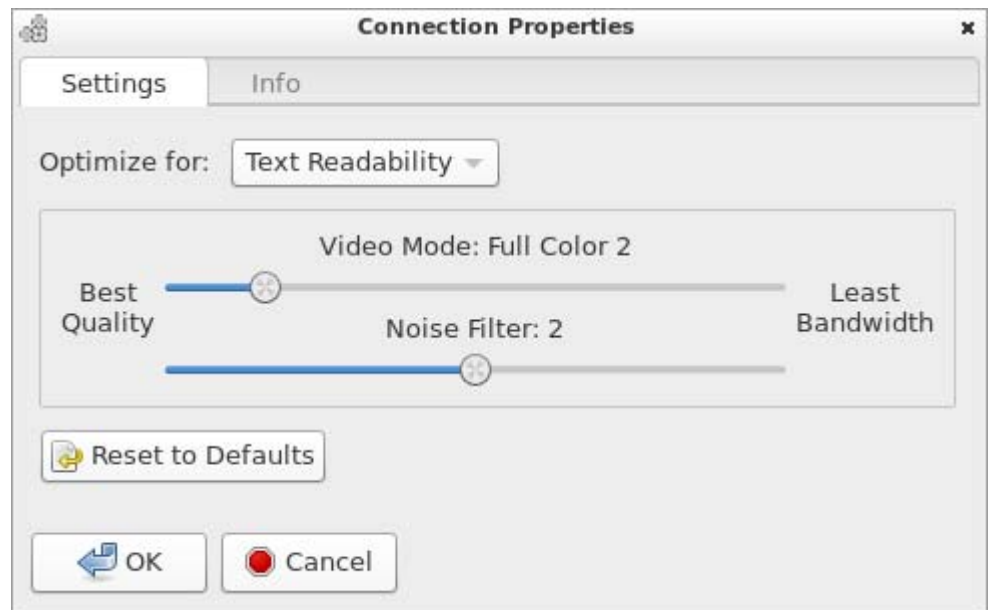 Connection Properties
Settings
Info
Optimize for:
Text Readability
Video Mode: Full Color 2
Best
Quality
Least
Bandwidth
Noise Filter: 2
Reset to Defaults
OK
Cancel